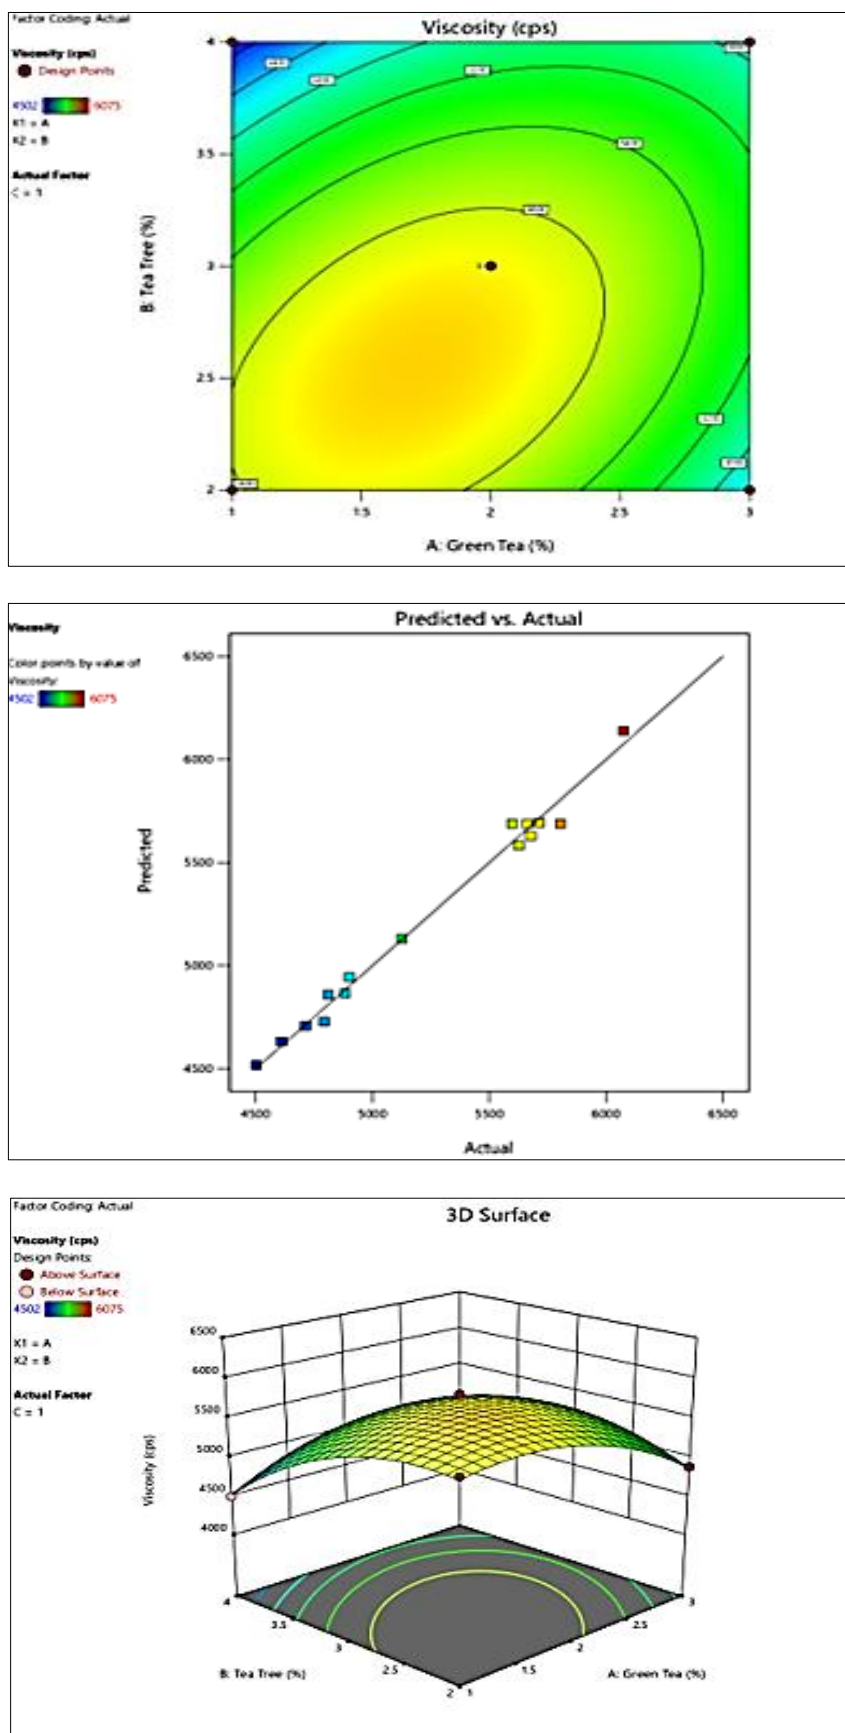 Factor Coding: Actual
Viscosity (cps)
Viscosity (cps)
Design Points
4502 6075
X1 = A
X2 = B
Actual Factor
C = 1
4
3.5
3
2.5
2
B: Tea Tree (%)
5
1 1.5 2 2.5 3
A: Green Tea (%)
Predicted vs. Actual
Viscosity
Color points by value of
Viscosity:
4502 6075
6500
6000
5500
5000
4500
Predicted
4500 5000 5500 6000 6500
Actual
Factor Coding: Actual
3D Surface
Viscosity (cps)
Design Points:
Above Surface
Below Surface
4502 6075
X1 = A
X2 = B
Actual Factor
C = 1
6500
6000
5500
5000
4500
4000
Viscosity (cps)
4 3.5 3 2.5 2
1 1.5 2 2.5 3
B: Tea Tree (%)
A: Green Tea (%)